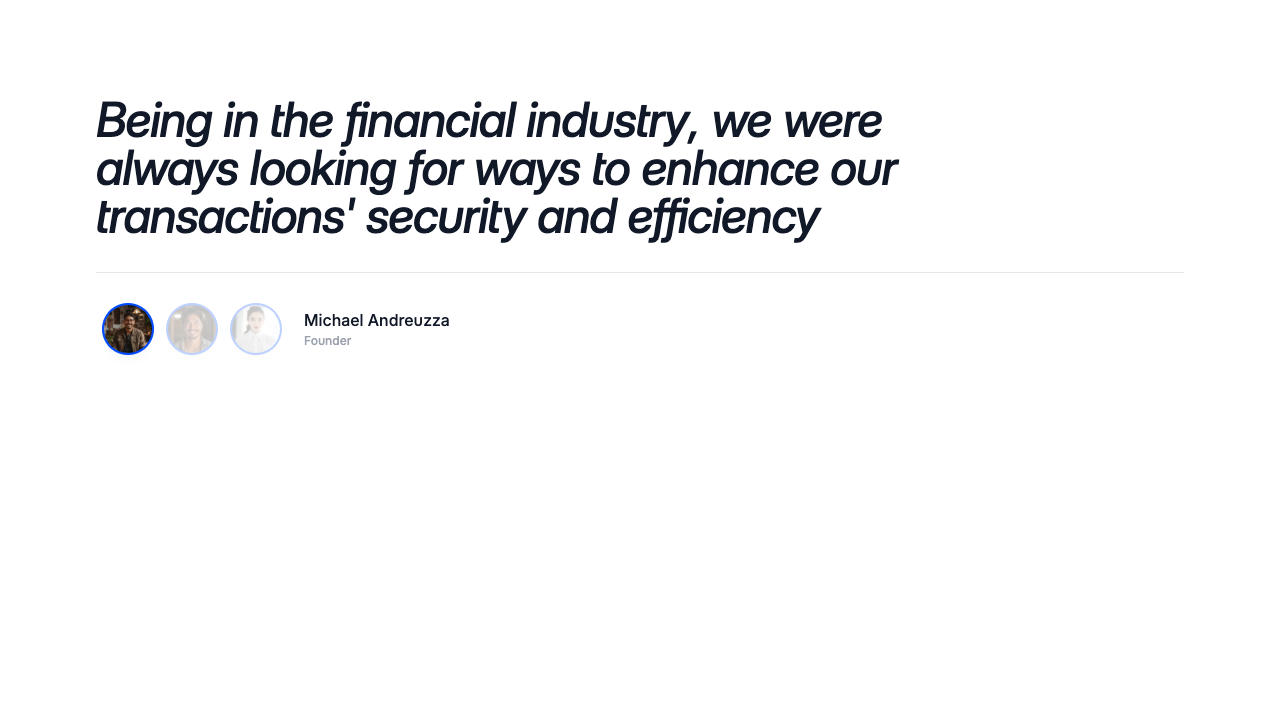 Being in the financial industry, we were
always looking for ways to enhance our
transactions' security and efficiency
Michael Andreuzza
Founder